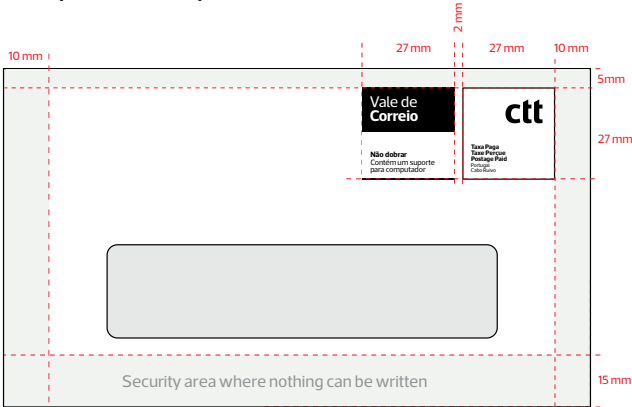 2 mm
10 mm
27 mm
27 mm
10 mm
5mm
Vale de
Correio
ctt
27 mm
Não dobrar
Contém um suporte
para computador
Taxa Paga
Taxe Perçue
Postage Paid
Portugal
Cabo Ruivo
Security area where nothing can be written
15 mm